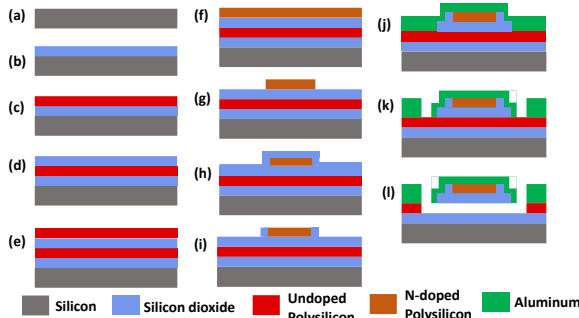 (a)
(b)
(c)
(d)
(e)
(f)
(g)
(h)
(i)
(j)
(k)
(l)
Silicon
Silicon dioxide
Undoped
Polysilicon
N-doped
Polysilicon
Aluminum